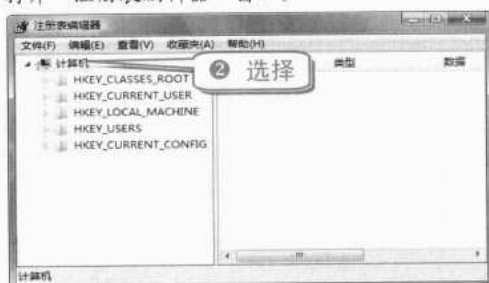 注册表编辑器
文件(F) 编辑(E) 查看(V) 收藏夹(A) 帮助(H)
计算机
❷ 选择
类型
数据
HKEY_CLASSES_ROOT
HKEY_CURRENT_USER
HKEY_LOCAL_MACHINE
HKEY_USERS
HKEY_CURRENT_CONFIG
计算机